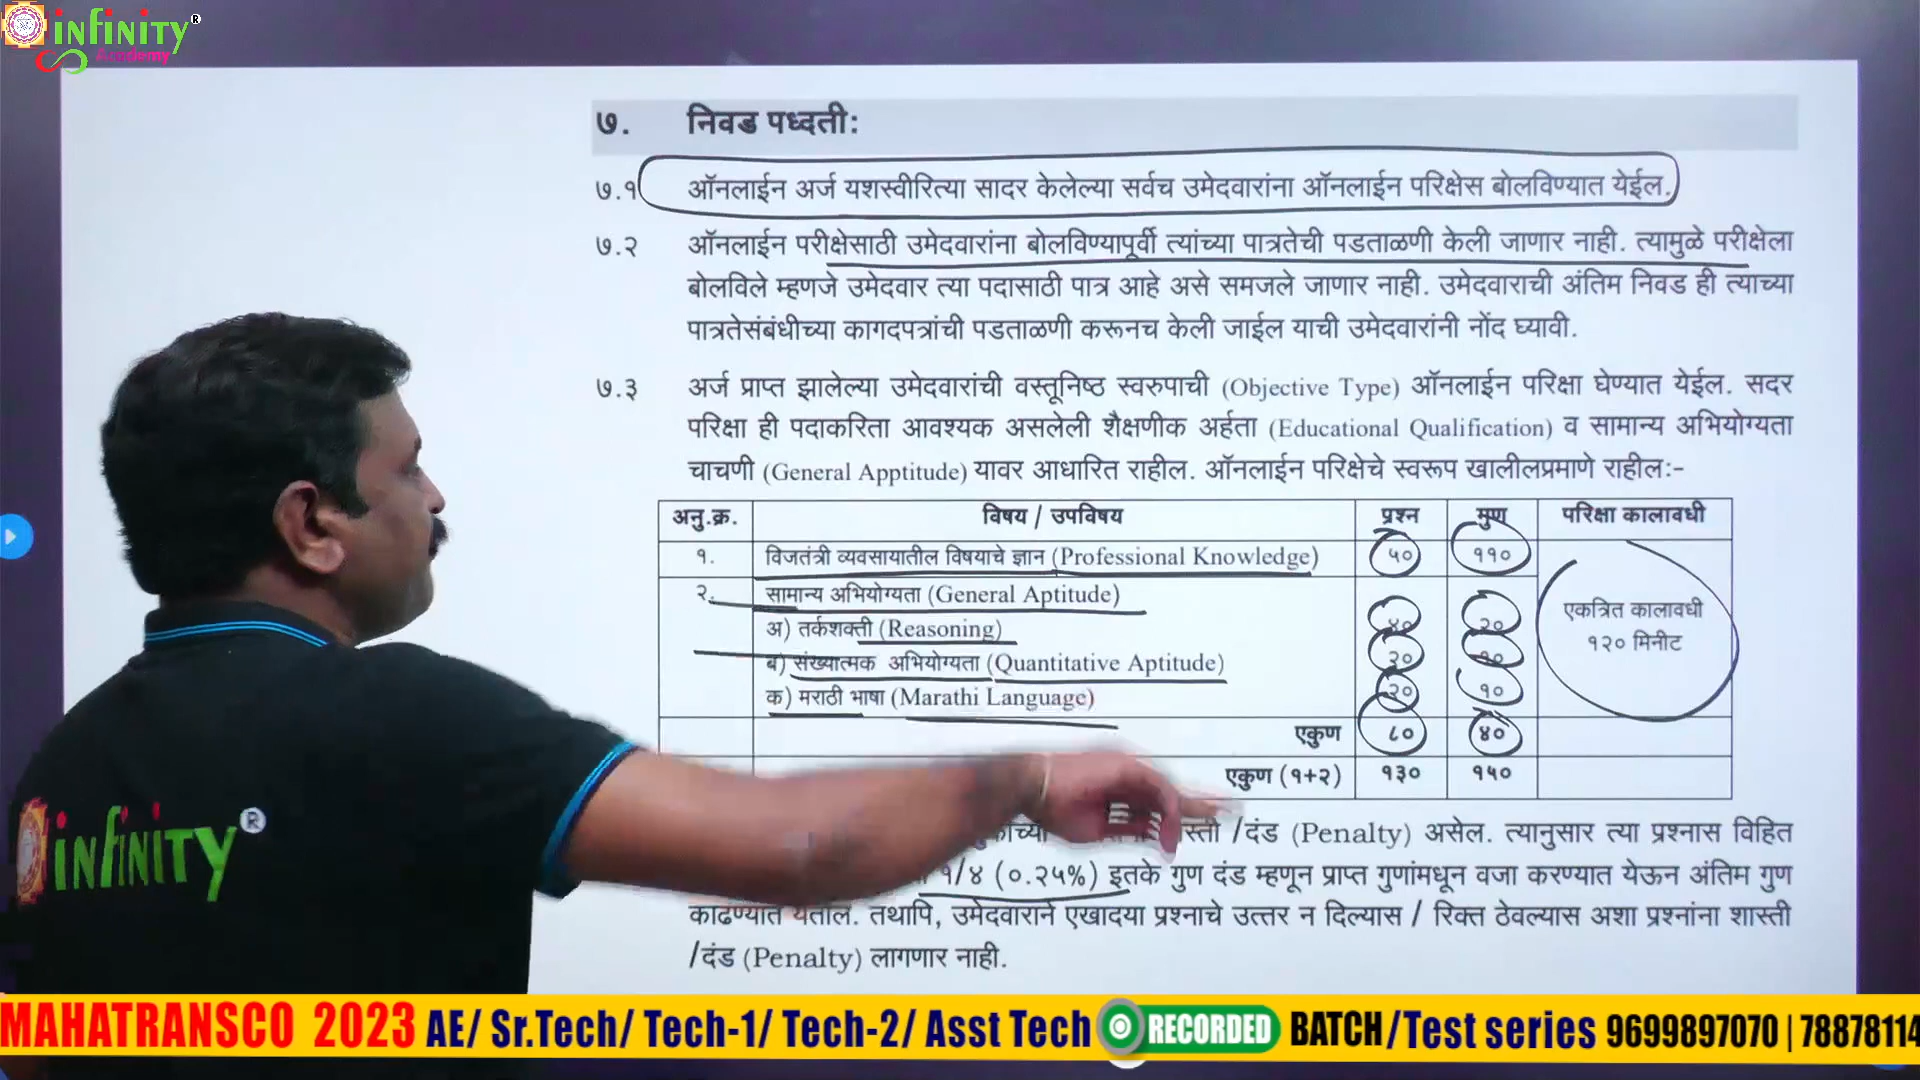 infinity ®
Academy
७. निवड पध्दती:
७.१ ऑनलाईन अर्ज यशस्वीरित्या सादर केलेल्या सर्वच उमेदवारांना ऑनलाईन परिक्षेस बोलविण्यात येईल.
७.२ ऑनलाईन परीक्षेसाठी उमेदवारांना बोलविण्यापूर्वी त्यांच्या पात्रतेची पडताळणी केली जाणार नाही. त्यामुळे परीक्षेला
बोलविले म्हणजे उमेदवार त्या पदासाठी पात्र आहे असे समजले जाणार नाही. उमेदवाराची अंतिम निवड ही त्याच्या
पात्रतेसंबंधीच्या कागदपत्रांची पडताळणी करूनच केली जाईल याची उमेदवारांनी नोंद घ्यावी.
७.३ अर्ज प्राप्त झालेल्या उमेदवारांची वस्तूनिष्ठ स्वरुपाची (Objective Type) ऑनलाईन परिक्षा घेण्यात येईल. सदर
परिक्षा ही पदाकरिता आवश्यक असलेली शैक्षणीक अर्हता (Educational Qualification) व सामान्य अभियोग्यता
चाचणी (General Apptitude) यावर आधारित राहील. ऑनलाईन परिक्षेचे स्वरूप खालीलप्रमाणे राहील:-
अनु.क्र. विषय / उपविषय प्रश्न गुण परिक्षा कालावधी
१. विजतंत्री व्यवसायातील विषयाचे ज्ञान (Professional Knowledge) ५० ११०
२. सामान्य अभियोग्यता (General Aptitude)
अ) तर्कशक्ती (Reasoning) ४० २० एकत्रित कालावधी
ब) संख्यात्मक अभियोग्यता (Quantitative Aptitude) २० १० १२० मिनीट
क) मराठी भाषा (Marathi Language) २० १०
एकुण ८० ४०
एकुण (१+२) १३० १५०
/दंड (Penalty) असेल. त्यानुसार त्या प्रश्नास विहित
१/४ (०.२५%) इतके गुण दंड म्हणून प्राप्त गुणांमधून वजा करण्यात येऊन अंतिम गुण
काढण्यात येतील. तथापि, उमेदवाराने एखादया प्रश्नाचे उत्तर न दिल्यास / रिक्त ठेवल्यास अशा प्रश्नांना शास्ती
/दंड (Penalty) लागणार नाही.
infinity ®
MAHATRANSCO 2023 AE/ Sr.Tech/ Tech-1/ Tech-2/ Asst Tech RECORDED BATCH/Test series 9699897070 | 78878114